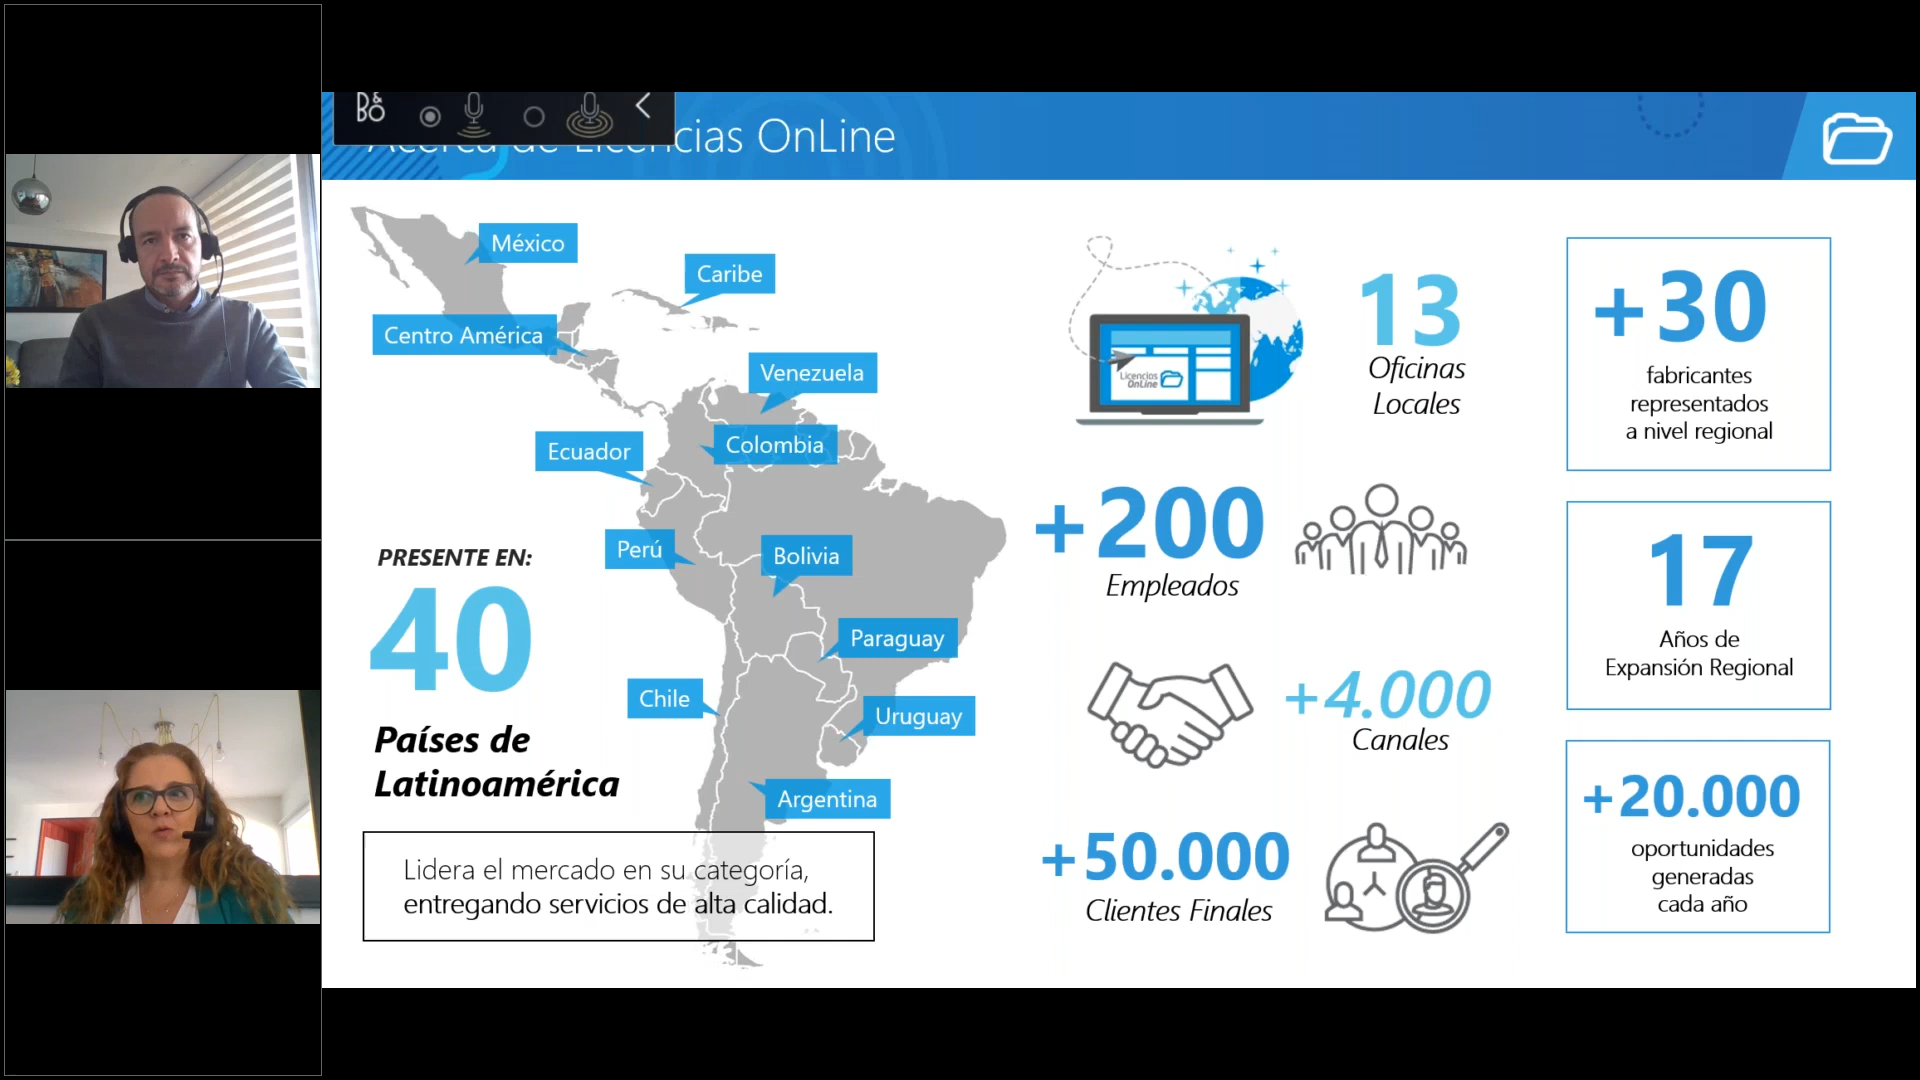 B&O
Acerca de Licencias OnLine
México
Caribe
Centro América
Venezuela
Colombia
Ecuador
Perú
Bolivia
Paraguay
Chile
Uruguay
Argentina
PRESENTE EN:
40
Países de
Latinoamérica
Lidera el mercado en su categoría,
entregando servicios de alta calidad.
Licencias
OnLine
13
Oficinas
Locales
+200
Empleados
+4.000
Canales
+50.000
Clientes Finales
+30
fabricantes
representados
a nivel regional
17
Años de
Expansión Regional
+20.000
oportunidades
generadas
cada año